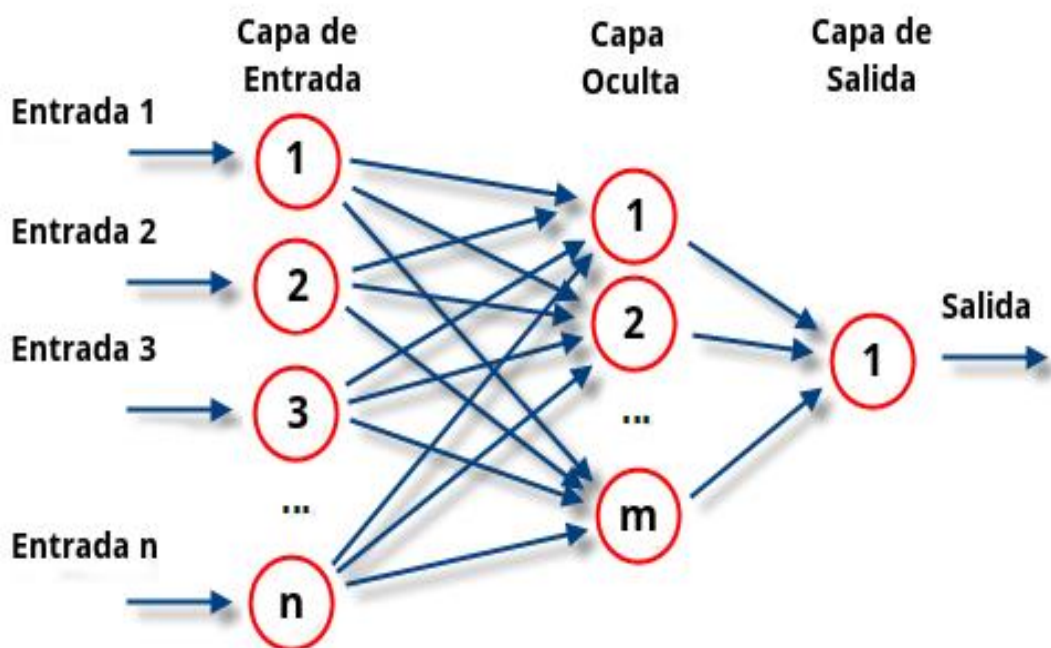 Capa de
Entrada
Capa
Oculta
Capa de
Salida
Entrada 1
1
Entrada 2
2
Entrada 3
3
...
Entrada n
n
1
2
...
m
1
Salida